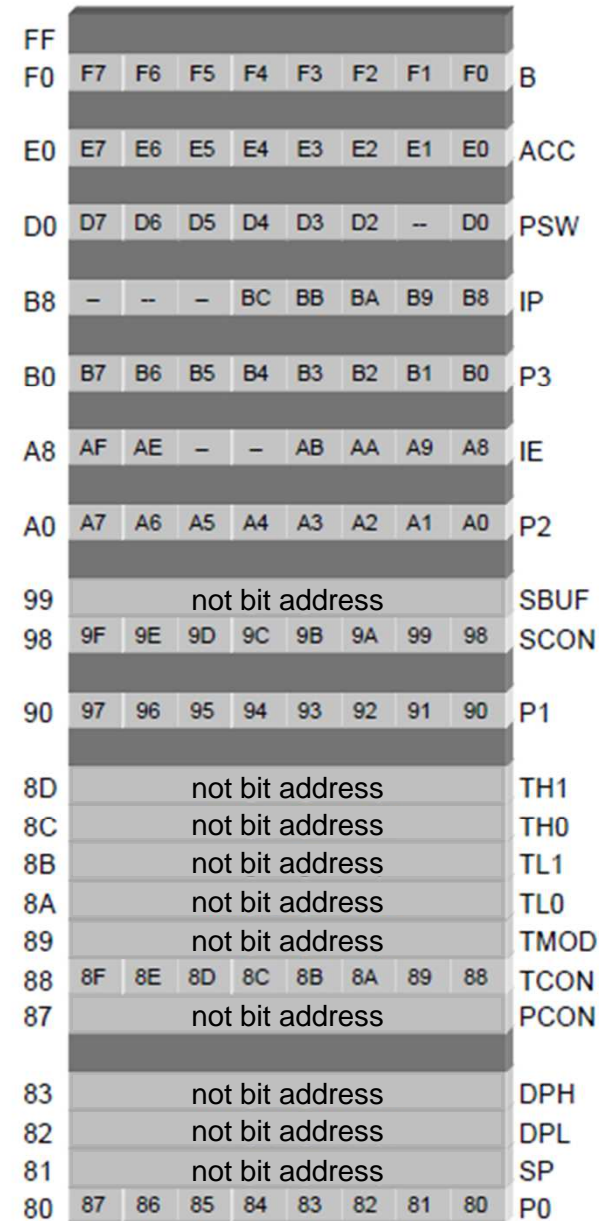 FF
F0 F7 F6 F5 F4 F3 F2 F1 F0 B
E0 E7 E6 E5 E4 E3 E2 E1 E0 ACC
D0 D7 D6 D5 D4 D3 D2 -- D0 PSW
B8 – -- – BC BB BA B9 B8 IP
B0 B7 B6 B5 B4 B3 B2 B1 B0 P3
A8 AF AE – – AB AA A9 A8 IE
A0 A7 A6 A5 A4 A3 A2 A1 A0 P2
99 not bit address SBUF
98 9F 9E 9D 9C 9B 9A 99 98 SCON
90 97 96 95 94 93 92 91 90 P1
8D not bit address TH1
8C not bit address TH0
8B not bit address TL1
8A not bit address TL0
89 not bit address TMOD
88 8F 8E 8D 8C 8B 8A 89 88 TCON
87 not bit address PCON
83 not bit address DPH
82 not bit address DPL
81 not bit address SP
80 87 86 85 84 83 82 81 80 P0